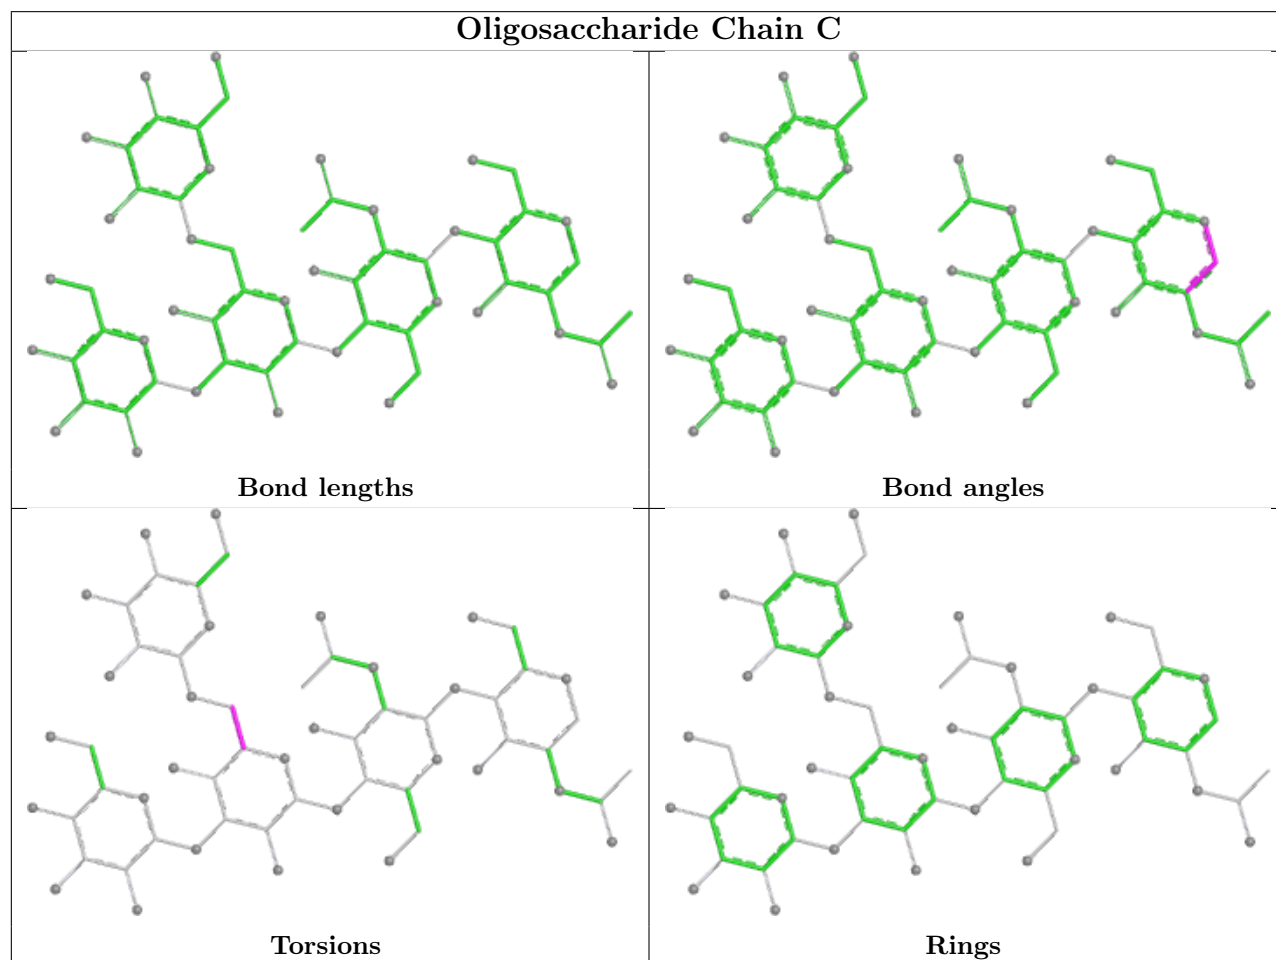 Oligosaccharide Chain C
Bond lengths
Bond angles
Torsions
Rings